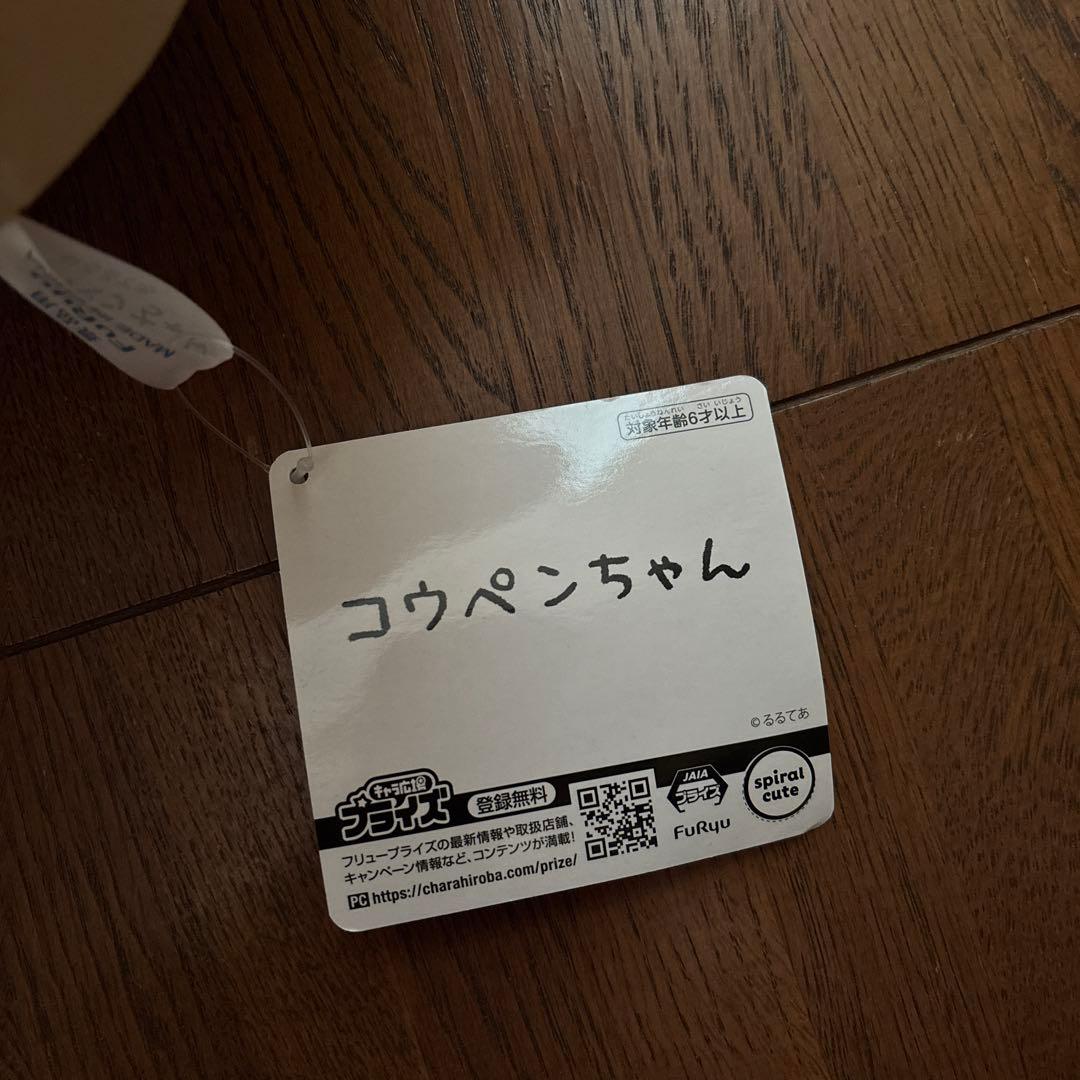 たいしょうねんれい さい いじょう
対象年齢6才以上
コウペンちゃん
©るるてあ
キャラ広場
プライズ
登録無料
フリュープライズの最新情報や取扱店舗、
キャンペーン情報など、コンテンツが満載!
PC https://charahiroba.com/prize/
JAIA
プライズ
FuRyu
spiral
cute
FuRyu
MADE